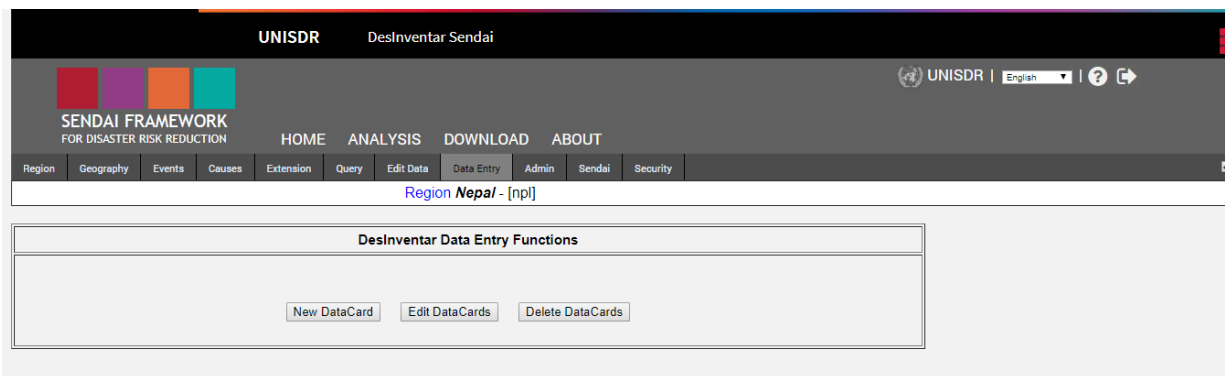 UNISDR DesInventar Sendai
UNISDR | English | ?
SENDAI FRAMEWORK
FOR DISASTER RISK REDUCTION
HOME ANALYSIS DOWNLOAD ABOUT
Region Geography Events Causes Extension Query Edit Data Data Entry Admin Sendai Security
Region Nepal - [npl]
DesInventar Data Entry Functions
New DataCard Edit DataCards Delete DataCards